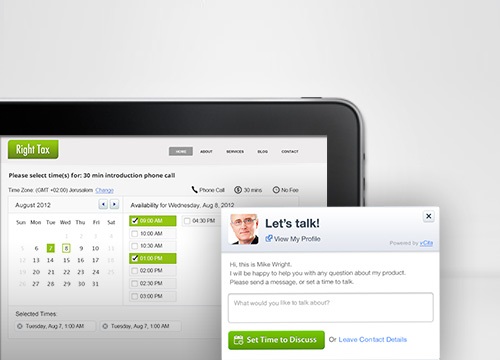 Right Tax
HOME ABOUT SERVICES BLOG CONTACT
Please select time(s) for: 30 min introduction phone call
Time Zone (GMT +02:00) Jerusalem Change
Phone Call 30 mins No Fee
August 2012
Availability for Wednesday, Aug 8, 2012
Sun Mon Tue Wed Thu Fri Sat
5 6 7 8 9 10 11
12 13 14 15 16 17 18
19 20 21 22 23 24 25
26 27 28 29 30 31
09:00 AM 04:30 PM
10:00 AM
10:30 AM
01:00 PM
02:00 PM
02:30 PM
03:00 PM
Selected Times:
Tuesday, Aug 7, 1:00 AM Tuesday, Aug 7, 1:00 AM
Let's talk!
View My Profile
Powered by vCita
Hi, this is Mike Wright.
I will be happy to help you with any question about my product.
Please send a message, or set a time to talk.
What would you like to talk about?
Set Time to Discuss Or Leave Contact Details